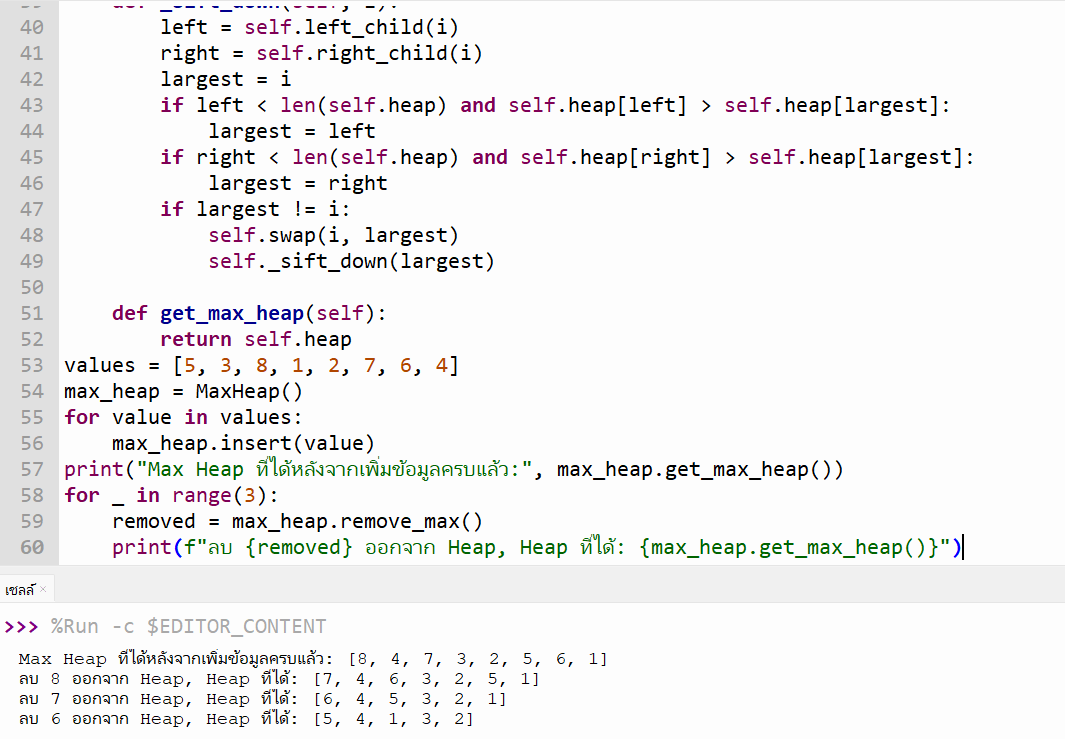 40 left = self.left_child(i)
41 right = self.right_child(i)
42 largest = i
43 if left < len(self.heap) and self.heap[left] > self.heap[largest]:
44 largest = left
45 if right < len(self.heap) and self.heap[right] > self.heap[largest]:
46 largest = right
47 if largest != i:
48 self.swap(i, largest)
49 self._sift_down(largest)
50
51 def get_max_heap(self):
52 return self.heap
53 values = [5, 3, 8, 1, 2, 7, 6, 4]
54 max_heap = MaxHeap()
55 for value in values:
56 max_heap.insert(value)
57 print("Max Heap ที่ได้หลังจากเพิ่มข้อมูลครบแล้ว:", max_heap.get_max_heap())
58 for _ in range(3):
59 removed = max_heap.remove_max()
60 print(f"ลบ {removed} ออกจาก Heap, Heap ที่ได้: {max_heap.get_max_heap()}")
เชลล์ ×
>>> %Run -c $EDITOR_CONTENT
Max Heap ที่ได้หลังจากเพิ่มข้อมูลครบแล้ว: [8, 4, 7, 3, 2, 5, 6, 1]
ลบ 8 ออกจาก Heap, Heap ที่ได้: [7, 4, 6, 3, 2, 5, 1]
ลบ 7 ออกจาก Heap, Heap ที่ได้: [6, 4, 5, 3, 2, 1]
ลบ 6 ออกจาก Heap, Heap ที่ได้: [5, 4, 1, 3, 2]